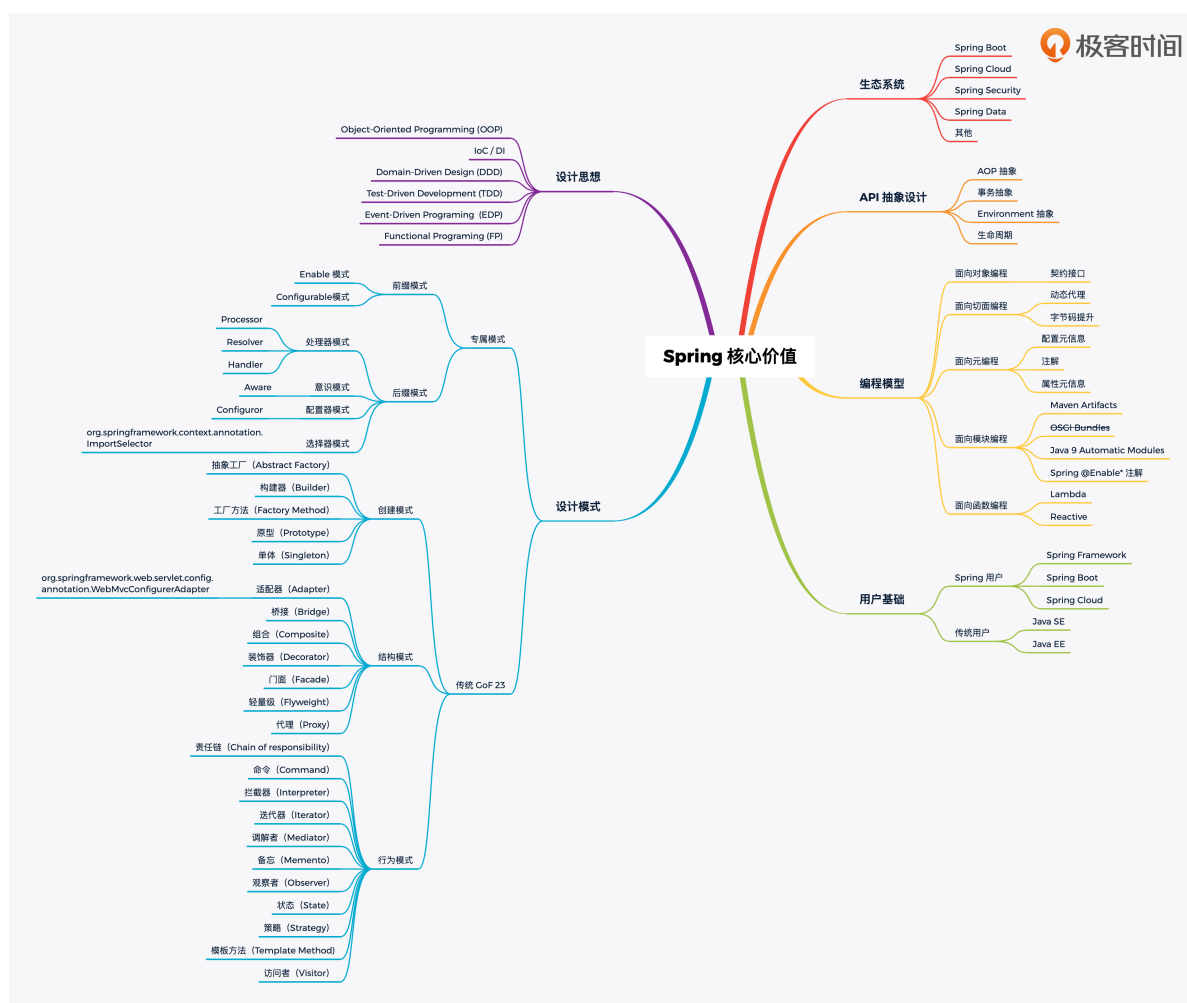 极客时间
Spring 核心价值
生态系统
Spring Boot
Spring Cloud
Spring Security
Spring Data
其他
API 抽象设计
AOP 抽象
事务抽象
Environment 抽象
生命周期
编程模型
面向对象编程
契约接口
面向切面编程
动态代理
字节码提升
面向元编程
配置元信息
注解
属性元信息
面向模块编程
Maven Artifacts
OSGI Bundles
Java 9 Automatic Modules
Spring @Enable* 注解
面向函数编程
Lambda
Reactive
用户基础
Spring 用户
Spring Framework
Spring Boot
Spring Cloud
传统用户
Java SE
Java EE
设计思想
Object-Oriented Programming (OOP)
IoC / DI
Domain-Driven Design (DDD)
Test-Driven Development (TDD)
Event-Driven Programing (EDP)
Functional Programing (FP)
设计模式
专属模式
前缀模式
Enable 模式
Configurable模式
后缀模式
处理器模式
Processor
Resolver
Handler
意识模式
Aware
配置器模式
Configuror
选择器模式
org.springframework.context.annotation.
ImportSelector
传统 GoF 23
创建模式
抽象工厂（Abstract Factory）
构建器（Builder）
工厂方法（Factory Method）
原型（Prototype）
单体（Singleton）
结构模式
适配器（Adapter）
org.springframework.web.servlet.config.
annotation.WebMvcConfigurerAdapter
桥接（Bridge）
组合（Composite）
装饰器（Decorator）
门面（Facade）
轻量级（Flyweight）
代理（Proxy）
行为模式
责任链（Chain of responsibility）
命令（Command）
拦截器（Interpreter）
迭代器（Iterator）
调解者（Mediator）
备忘（Memento）
观察者（Observer）
状态（State）
策略（Strategy）
模板方法（Template Method）
访问者（Visitor）